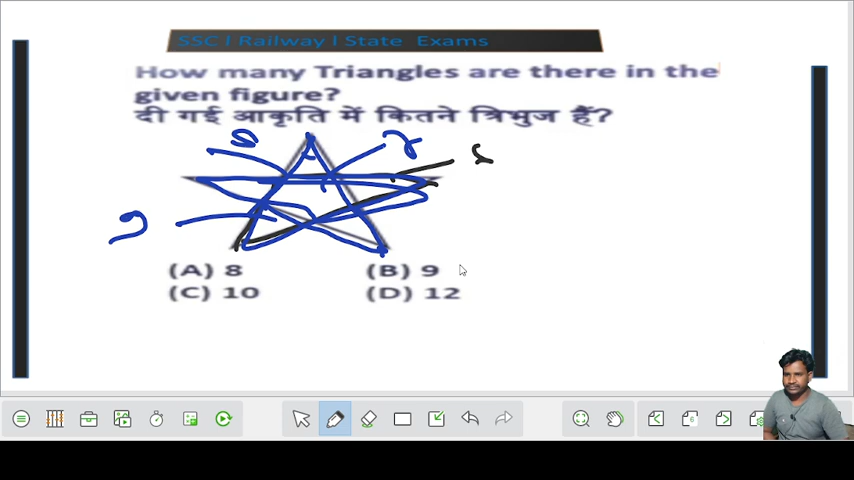 SSC l Railway l State Exams
How many Triangles are there in the
given figure?
दी गई आकृति में कितने त्रिभुज हैं?
(A) 8 (B) 9
(C) 10 (D) 12